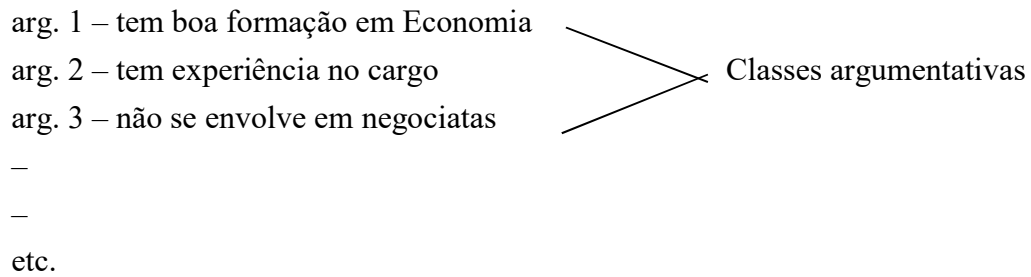 arg. 1 – tem boa formação em Economia
arg. 2 – tem experiência no cargo Classes argumentativas
arg. 3 – não se envolve em negociatas
–
–
etc.